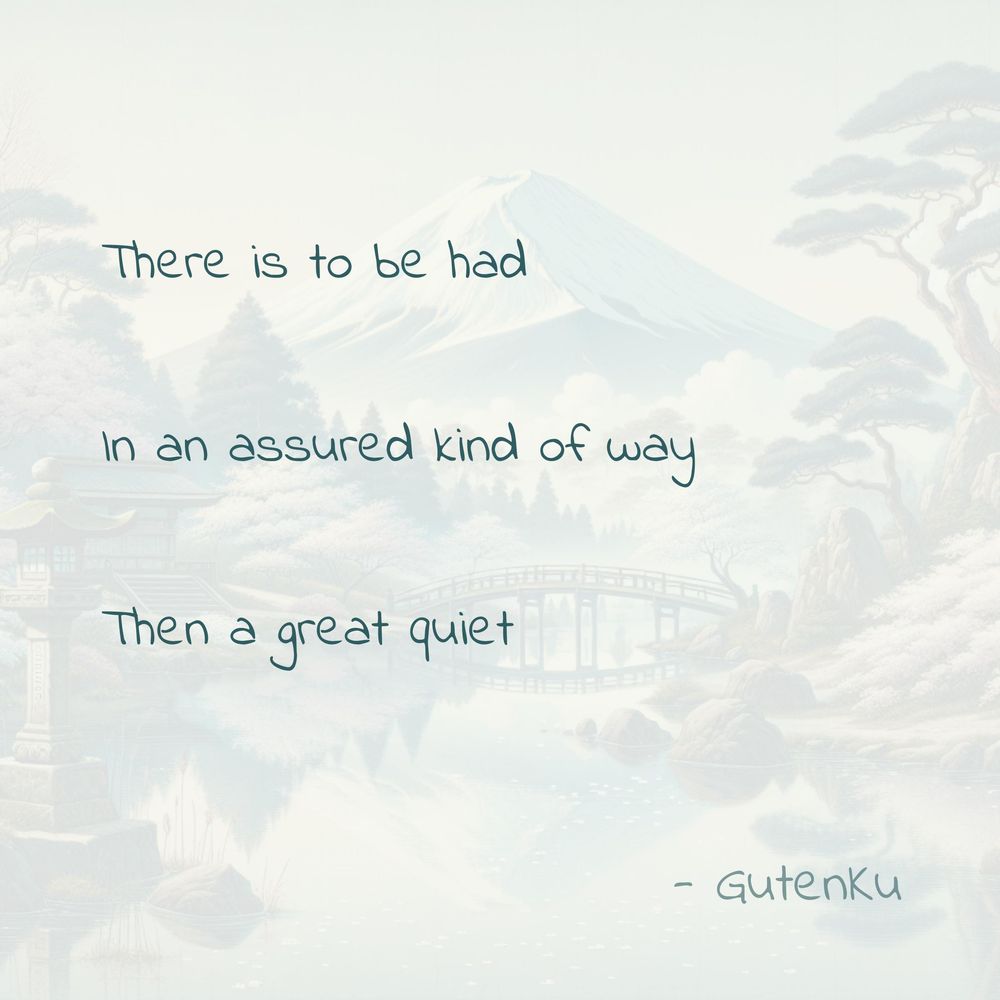 There is to be had
In an assured kind of way
Then a great quiet
- GutenKu